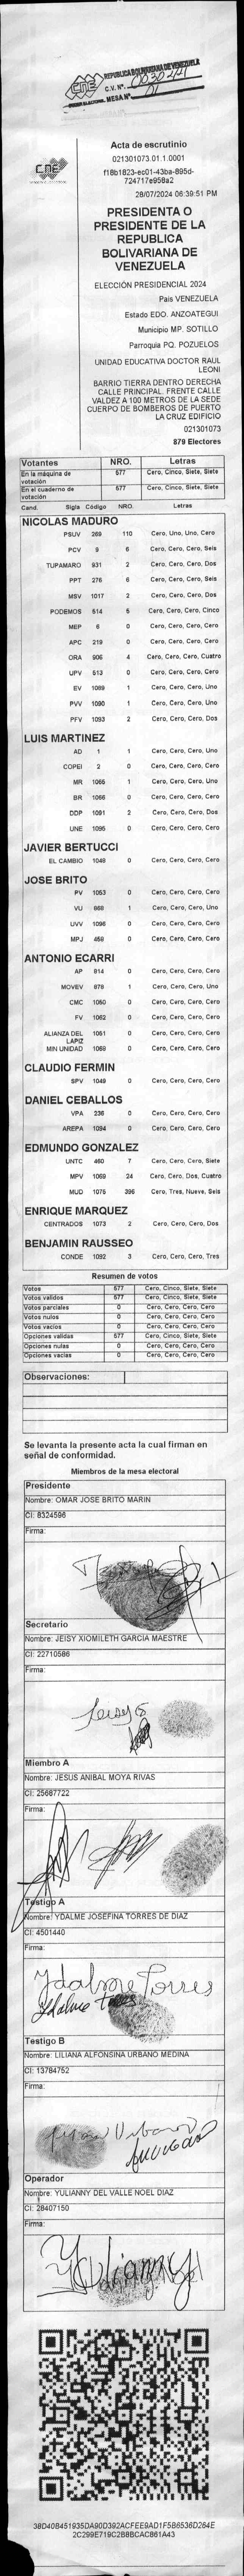 CNE
REPUBLICA BOLIVARIANA DE VENEZUELA
C.V. Nº.
PODER ELECTORAL MESA Nº.
CNE
Acta de escrutinio
021301073.01.1.0001
f18b1823-ec01-43ba-895d-
724717e958a2
28/07/2024 06:39:51 PM
PRESIDENTA O
PRESIDENTE DE LA
REPUBLICA
BOLIVARIANA DE
VENEZUELA
ELECCIÓN PRESIDENCIAL 2024
Pais VENEZUELA
Estado EDO. ANZOATEGUI
Municipio MP. SOTILLO
Parroquia PQ. POZUELOS
UNIDAD EDUCATIVA DOCTOR RAUL
LEONI
BARRIO TIERRA DENTRO DERECHA
CALLE PRINCIPAL. FRENTE CALLE
VALDEZ A 100 METROS DE LA SEDE
CUERPO DE BOMBEROS DE PUERTO
LA CRUZ EDIFICIO
021301073
879 Electores
Votantes NRO. Letras
En la máquina de votación 577 Cero, Cinco, Siete, Siete
En el cuaderno de votación 577 Cero, Cinco, Siete, Siete
Cand. Sigla Código NRO. Letras
NICOLAS MADURO
PSUV 269 110 Cero, Uno, Uno, Cero
PCV 9 6 Cero, Cero, Cero, Seis
TUPAMARO 931 2 Cero, Cero, Cero, Dos
PPT 276 6 Cero, Cero, Cero, Seis
MSV 1017 2 Cero, Cero, Cero, Dos
PODEMOS 514 5 Cero, Cero, Cero, Cinco
MEP 6 0 Cero, Cero, Cero, Cero
APC 219 0 Cero, Cero, Cero, Cero
ORA 906 4 Cero, Cero, Cero, Cuatro
UPV 513 0 Cero, Cero, Cero, Cero
EV 1089 1 Cero, Cero, Cero, Uno
PVV 1090 1 Cero, Cero, Cero, Uno
PFV 1093 2 Cero, Cero, Cero, Dos
LUIS MARTINEZ
AD 1 1 Cero, Cero, Cero, Uno
COPEI 2 0 Cero, Cero, Cero, Cero
MR 1065 1 Cero, Cero, Cero, Uno
BR 1066 0 Cero, Cero, Cero, Cero
DDP 1091 2 Cero, Cero, Cero, Dos
UNE 1095 0 Cero, Cero, Cero, Cero
JAVIER BERTUCCI
EL CAMBIO 1048 0 Cero, Cero, Cero, Cero
JOSE BRITO
PV 1053 0 Cero, Cero, Cero, Cero
VU 868 1 Cero, Cero, Cero, Uno
UVV 1096 0 Cero, Cero, Cero, Cero
MPJ 458 0 Cero, Cero, Cero, Cero
ANTONIO ECARRI
AP 814 0 Cero, Cero, Cero, Cero
MOVEV 878 1 Cero, Cero, Cero, Uno
CMC 1050 0 Cero, Cero, Cero, Cero
FV 1062 0 Cero, Cero, Cero, Cero
ALIANZA DEL LAPIZ 1051 0 Cero, Cero, Cero, Cero
MIN UNIDAD 1068 0 Cero, Cero, Cero, Cero
CLAUDIO FERMIN
SPV 1049 0 Cero, Cero, Cero, Cero
DANIEL CEBALLOS
VPA 236 0 Cero, Cero, Cero, Cero
AREPA 1094 0 Cero, Cero, Cero, Cero
EDMUNDO GONZALEZ
UNTC 460 7 Cero, Cero, Cero, Siete
MPV 1069 24 Cero, Cero, Dos, Cuatro
MUD 1075 396 Cero, Tres, Nueve, Seis
ENRIQUE MARQUEZ
CENTRADOS 1073 2 Cero, Cero, Cero, Dos
BENJAMIN RAUSSEO
CONDE 1092 3 Cero, Cero, Cero, Tres
Resumen de votos
Votos 577 Cero, Cinco, Siete, Siete
Votos validos 577 Cero, Cinco, Siete, Siete
Votos parciales 0 Cero, Cero, Cero, Cero
Votos nulos 0 Cero, Cero, Cero, Cero
Votos vacios 0 Cero, Cero, Cero, Cero
Opciones validas 577 Cero, Cinco, Siete, Siete
Opciones nulas 0 Cero, Cero, Cero, Cero
Opciones vacias 0 Cero, Cero, Cero, Cero
Observaciones:
Se levanta la presente acta la cual firman en
señal de conformidad.
Miembros de la mesa electoral
Presidente
Nombre: OMAR JOSE BRITO MARIN
CI: 8324596
Firma:
Secretario
Nombre: JEISY XIOMILETH GARCIA MAESTRE
CI: 22710586
Firma:
Jeisy G
Miembro A
Nombre: JESUS ANIBAL MOYA RIVAS
CI: 25687722
Firma:
Testigo A
Nombre: YDALME JOSEFINA TORRES DE DIAZ
CI: 4501440
Firma:
Ydalme Torres
Ydalme Torres
Testigo B
Nombre: LILIANA ALFONSINA URBANO MEDINA
CI: 13784752
Firma:
Operador
Nombre: YULIANNY DEL VALLE NOEL DIAZ
CI: 28407150
Firma:
Yulianny
38D40B451935DA90D392ACFEE9AD1F5B6536D264E
2C299E719C2B8BCAC861A43